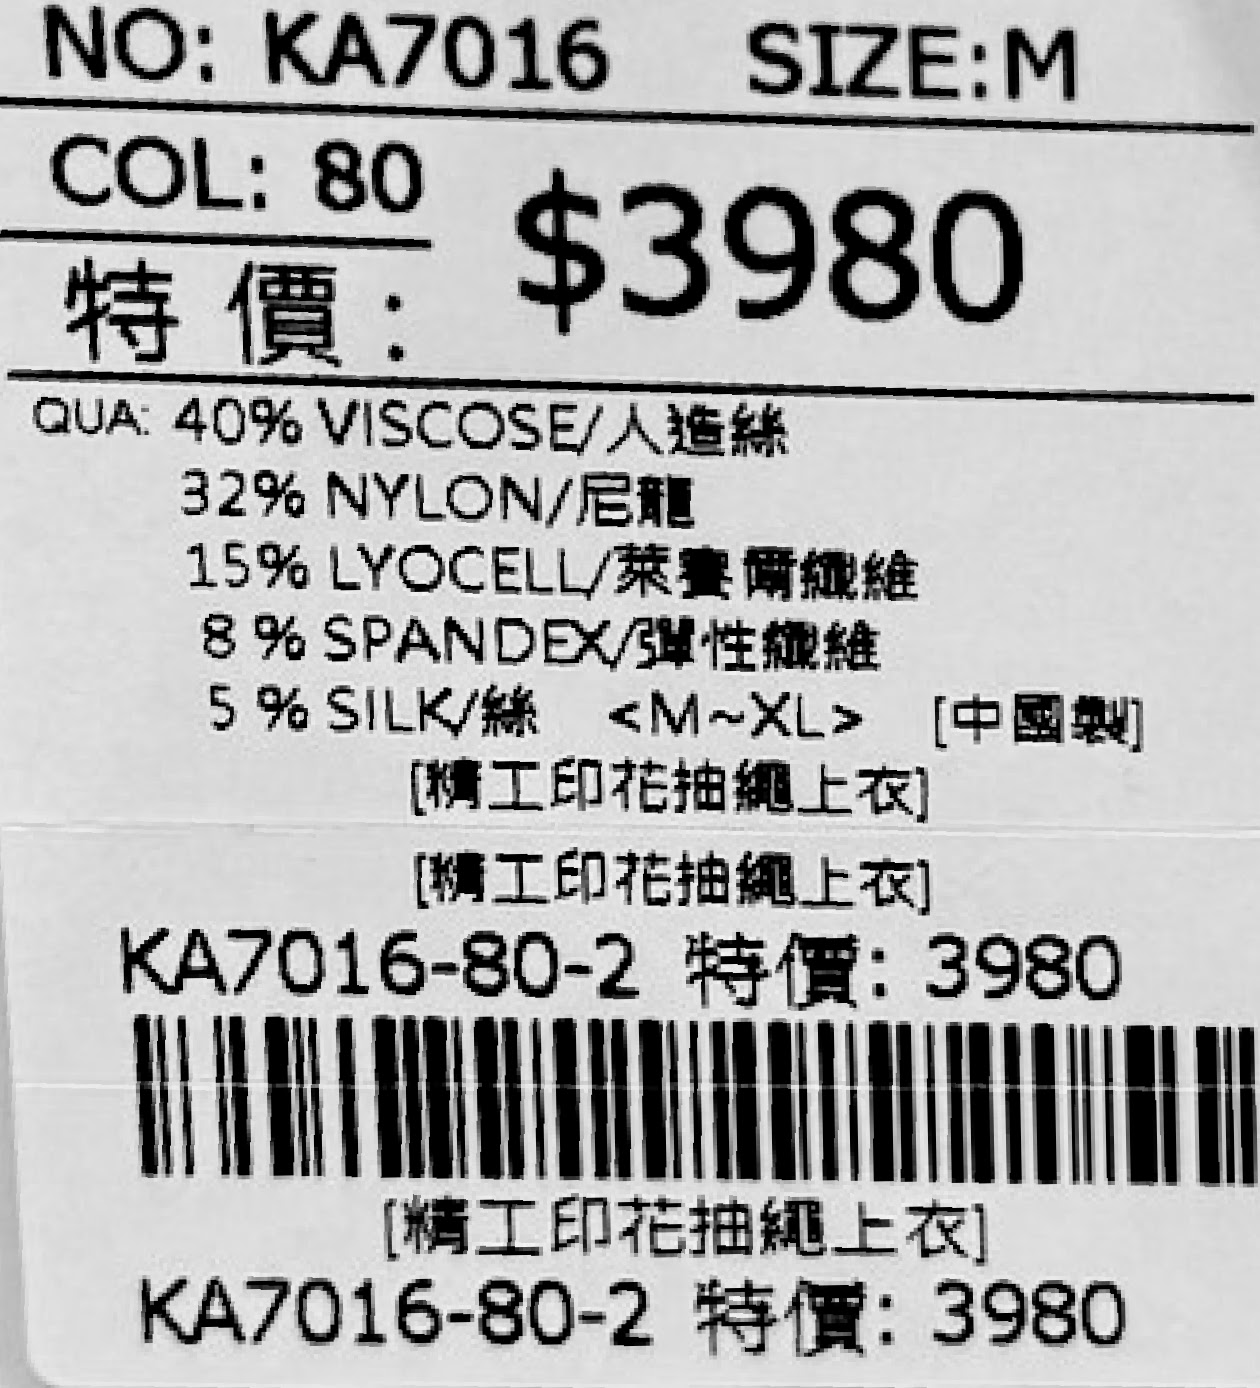 NO: KA7016 SIZE:M
COL: 80
$3980
特價:
QUA: 40% VISCOSE/人造絲
32% NYLON/尼龍
15% LYOCELL/萊賽爾纖維
8 % SPANDEX/彈性纖維
5 % SILK/絲 <M~XL> [中國製]
[精工印花抽繩上衣]
[精工印花抽繩上衣]
KA7016-80-2 特價: 3980
[精工印花抽繩上衣]
KA7016-80-2 特價: 3980